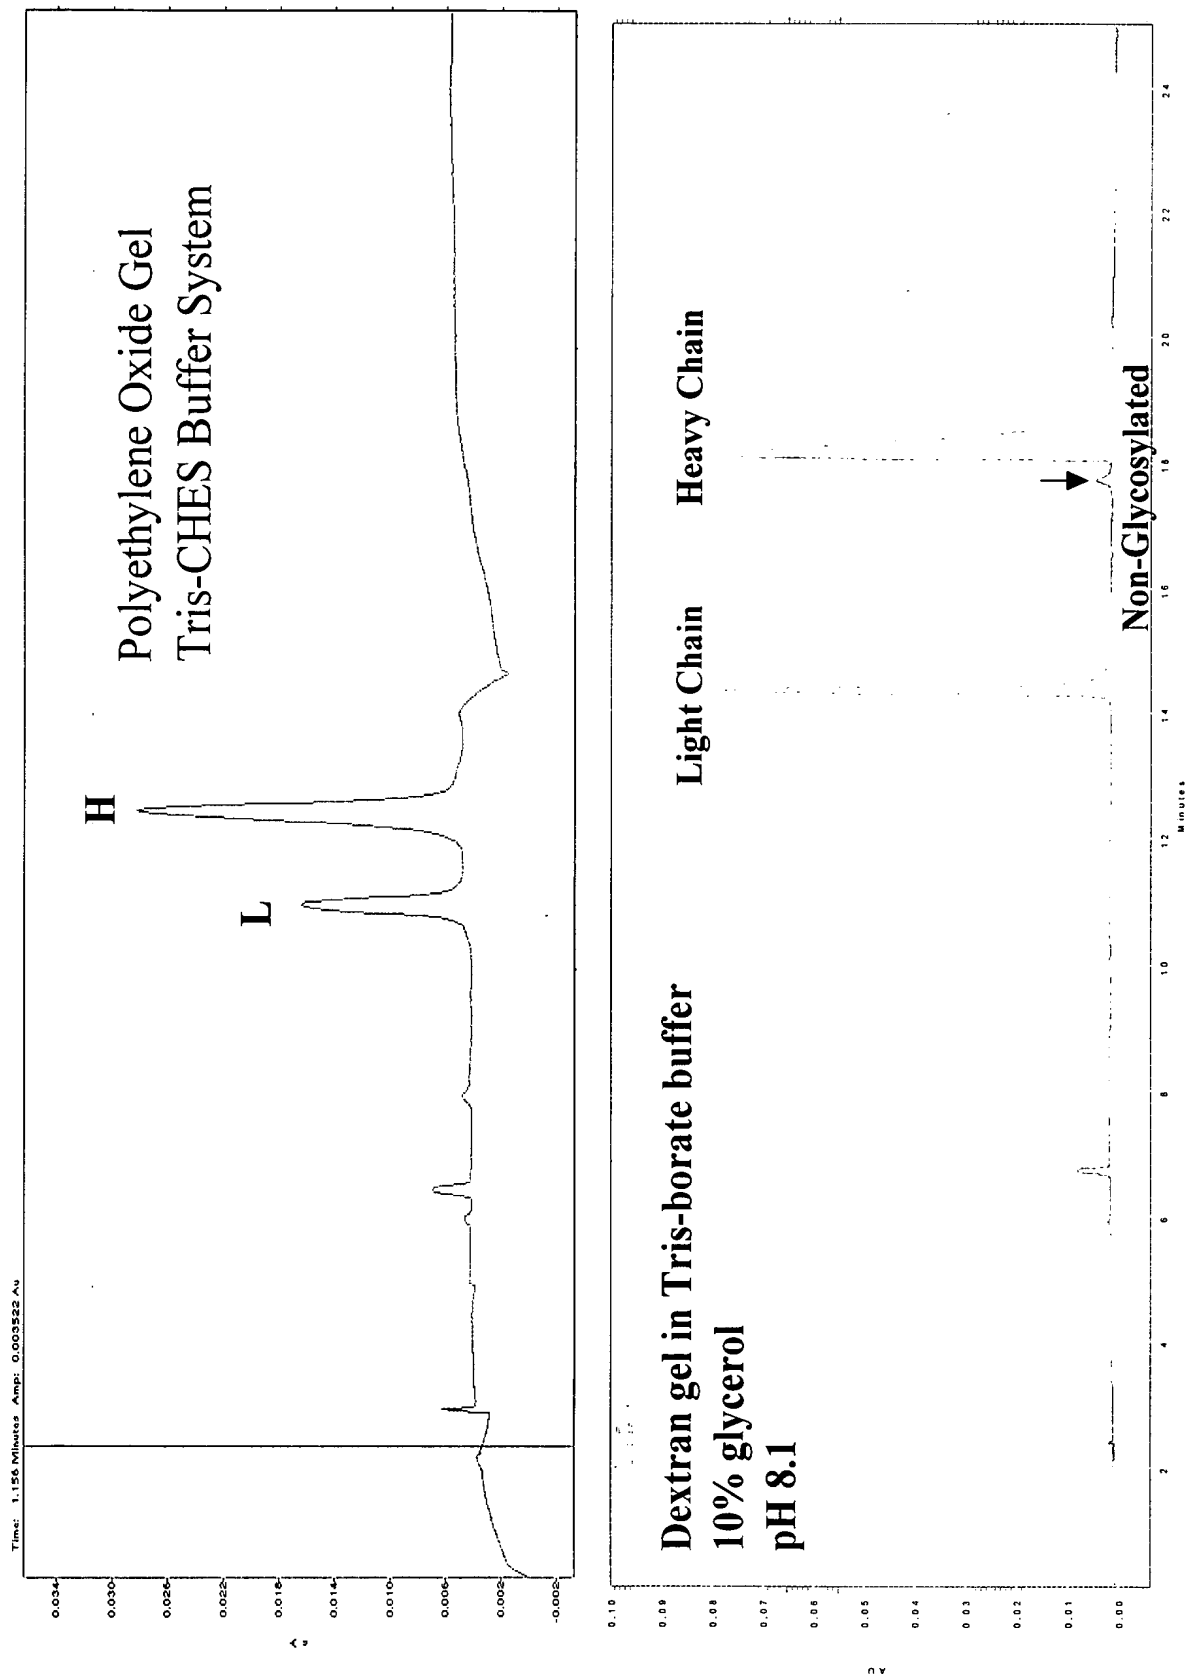 Time: 1.156 Minutes Amp: 0.003522 Au
Polyethylene Oxide Gel
Tris-CHES Buffer System
H
L
0.034
0.030
0.026
0.022
0.018
0.014
0.010
0.006
0.002
-0.002
Dextran gel in Tris-borate buffer
10% glycerol
pH 8.1
Light Chain
Heavy Chain
Non-Glycosylated
0.10
0.09
0.08
0.07
0.06
0.05
0.04
0.03
0.02
0.01
0.00
AU
2
4
6
8
10
12
14
16
18
20
22
24
Minutes